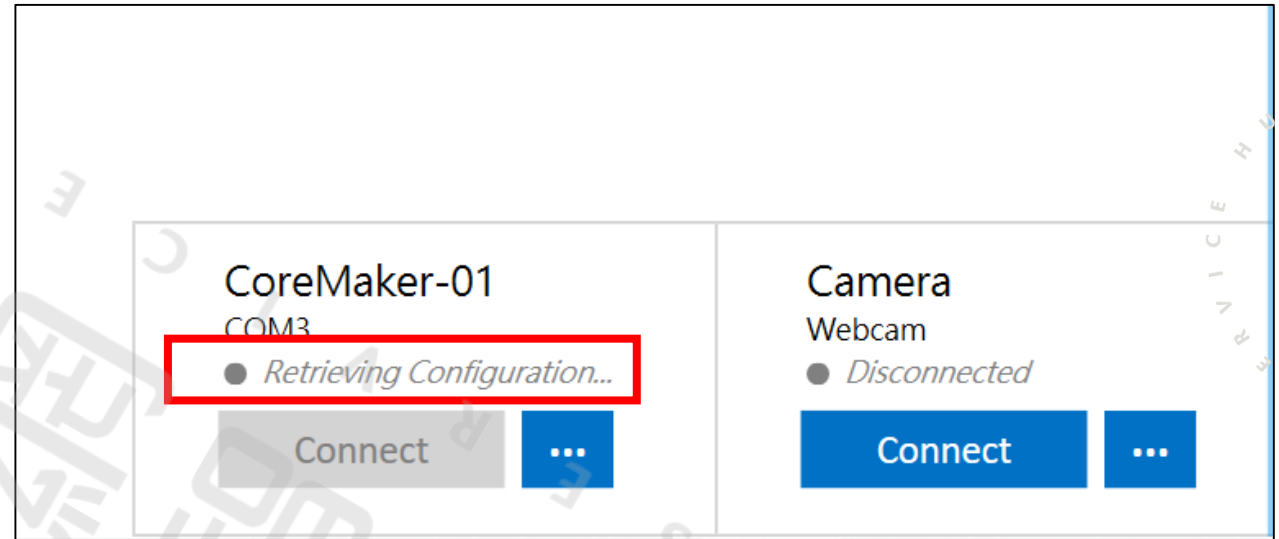 CoreMaker-01
COM3
Retrieving Configuration...
Connect
...
Camera
Webcam
Disconnected
Connect
...